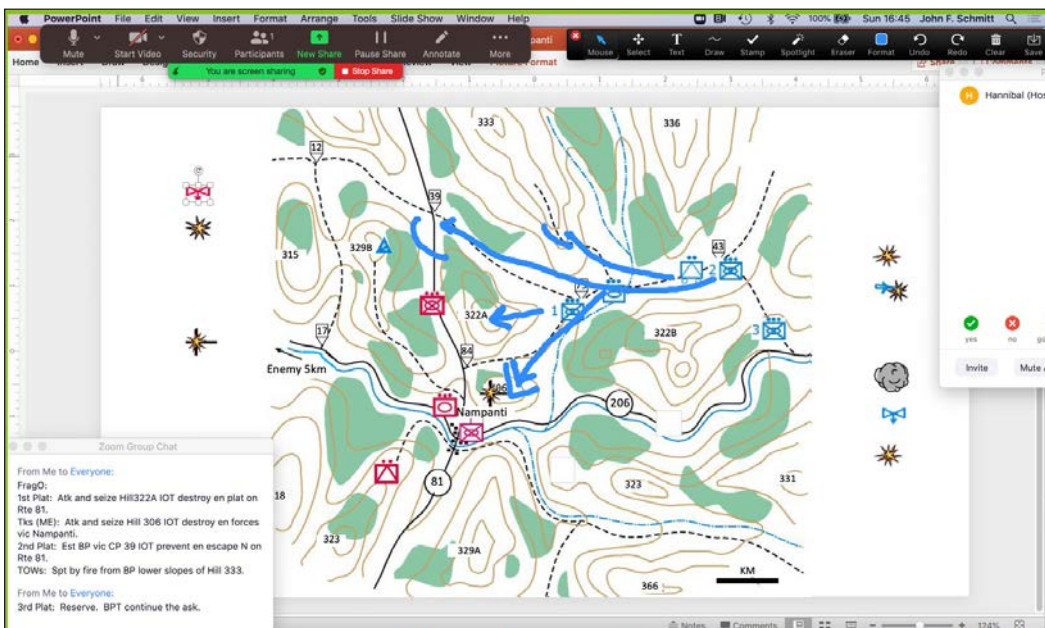 PowerPoint File Edit View Insert Format Arrange Tools Slide Show Window Help 100% Sun 16:45 John F. Schmitt
Mute Start Video Security Participants 1 New Share Pause Share Annotate More
Mouse Select Text Draw Stamp Spotlight Eraser Format Undo Redo Clear Save
You are screen sharing Stop Share
Home Picture Format Share Comments
Hannibal (Hos
333
336
12
39
329B
315
43
2
1
322A
322B
3
17
84
Enemy 5km
Nampanti
206
81
323
331
18
323
329A
366
KM
yes no
Invite Mute
Zoom Group Chat
From Me to Everyone:
FragO:
1st Plat: Atk and seize Hill322A IOT destroy en plat on
Rte 81.
Tks (ME): Atk and seize Hill 306 IOT destroy en forces
vic Nampanti.
2nd Plat: Est BP vic CP 39 IOT prevent en escape N on
Rte 81.
TOWs: Spt by fire from BP lower slopes of Hill 333.
From Me to Everyone:
3rd Plat: Reserve. BPT continue the ask.
Notes Comments 124%